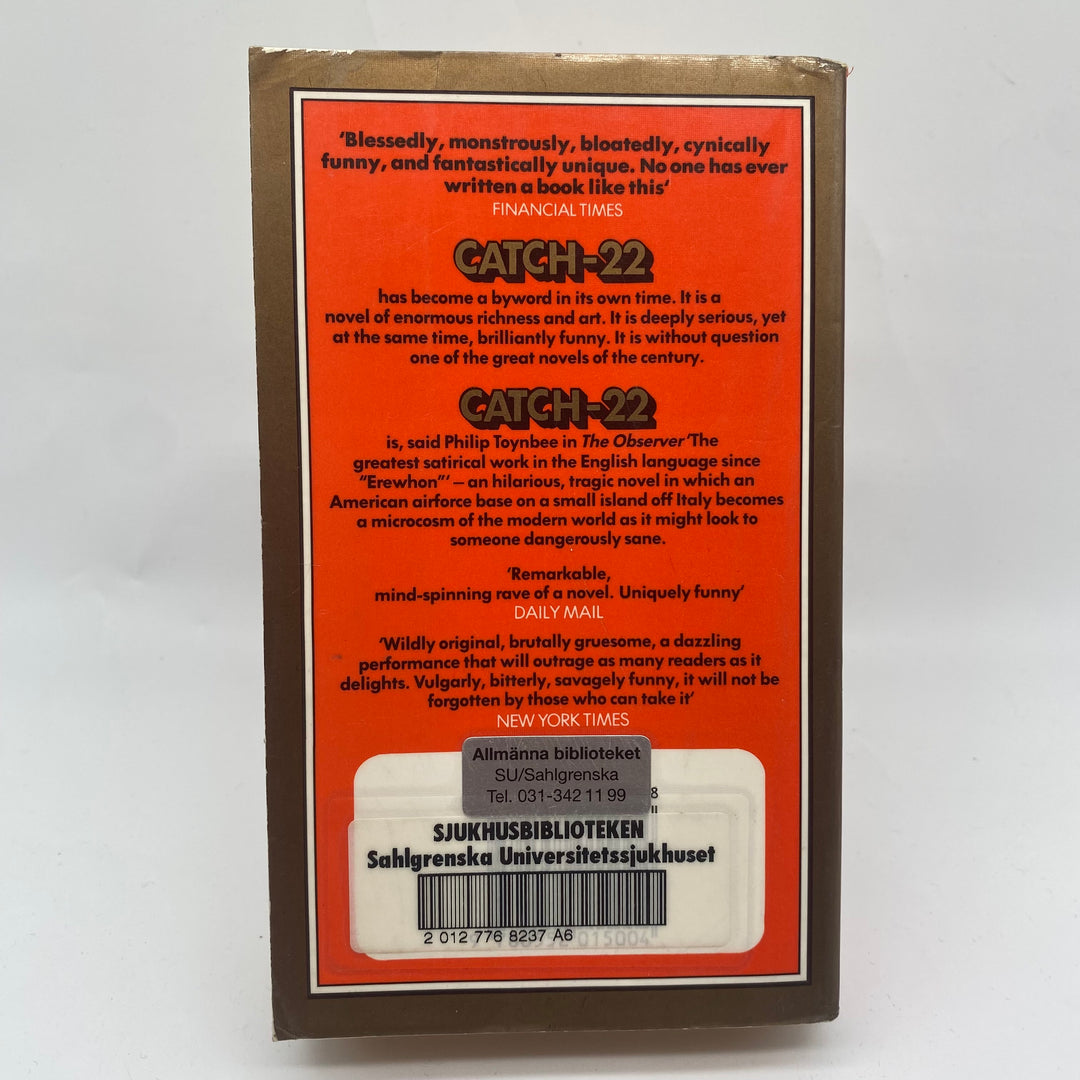 ‘Blessedly, monstrously, bloatedly, cynically
funny, and fantastically unique. No one has ever
written a book like this’
FINANCIAL TIMES
CATCH-22
has become a byword in its own time. It is a
novel of enormous richness and art. It is deeply serious, yet
at the same time, brilliantly funny. It is without question
one of the great novels of the century.
CATCH-22
is, said Philip Toynbee in The Observer ‘The
greatest satirical work in the English language since
“Erewhon”’ – an hilarious, tragic novel in which an
American airforce base on a small island off Italy becomes
a microcosm of the modern world as it might look to
someone dangerously sane.
‘Remarkable,
mind-spinning rave of a novel. Uniquely funny’
DAILY MAIL
‘Wildly original, brutally gruesome, a dazzling
performance that will outrage as many readers as it
delights. Vulgarly, bitterly, savagely funny, it will not be
forgotten by those who can take it’
NEW YORK TIMES
Allmänna biblioteket
SU/Sahlgrenska
Tel. 031-342 11 99
SJUKHUSBIBLIOTEKEN
Sahlgrenska Universitetssjukhuset
2 012 776 8237 A6